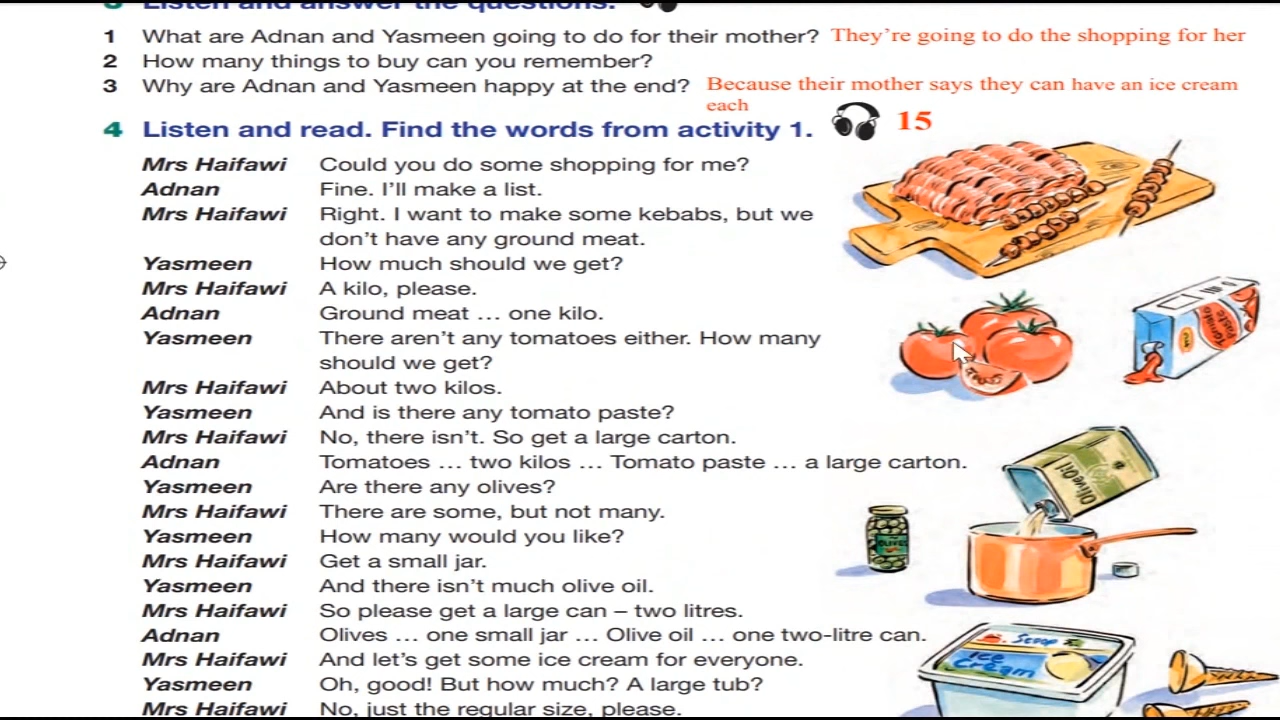 3 Listen and answer the questions.
1 What are Adnan and Yasmeen going to do for their mother? They're going to do the shopping for her
2 How many things to buy can you remember?
3 Why are Adnan and Yasmeen happy at the end? Because their mother says they can have an ice cream
each
4 Listen and read. Find the words from activity 1. 15
Mrs Haifawi Could you do some shopping for me?
Adnan Fine. I'll make a list.
Mrs Haifawi Right. I want to make some kebabs, but we
don't have any ground meat.
Yasmeen How much should we get?
Mrs Haifawi A kilo, please.
Adnan Ground meat … one kilo.
Yasmeen There aren't any tomatoes either. How many
should we get?
Mrs Haifawi About two kilos.
Yasmeen And is there any tomato paste?
Mrs Haifawi No, there isn't. So get a large carton.
Adnan Tomatoes … two kilos … Tomato paste … a large carton.
Yasmeen Are there any olives?
Mrs Haifawi There are some, but not many.
Yasmeen How many would you like?
Mrs Haifawi Get a small jar.
Yasmeen And there isn't much olive oil.
Mrs Haifawi So please get a large can – two litres.
Adnan Olives … one small jar … Olive oil … one two-litre can.
Mrs Haifawi And let's get some ice cream for everyone.
Yasmeen Oh, good! But how much? A large tub?
Mrs Haifawi No, just the regular size, please.
Tomato
Paste
Olive Oil
OLIVES
Scoop
Ice
Cream